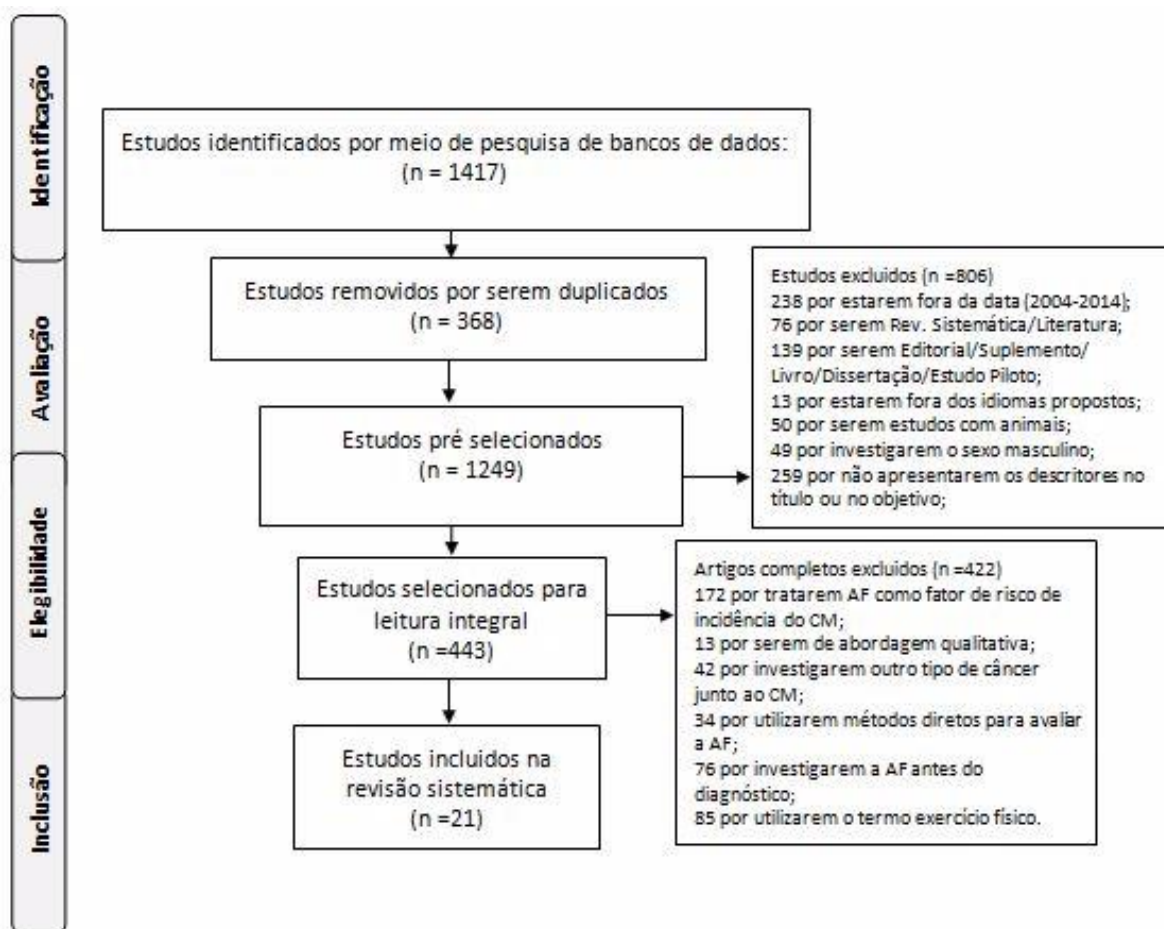 Identificação
Estudos identificados por meio de pesquisa de bancos de dados:
(n = 1417)
Avaliação
Estudos removidos por serem duplicados
(n = 368)
Estudos excluidos (n =806)
238 por estarem fora da data (2004-2014);
76 por serem Rev. Sistemática/Literatura;
139 por serem Editorial/Suplemento/
Livro/Dissertação/Estudo Piloto;
13 por estarem fora dos idiomas propostos;
50 por serem estudos com animais;
49 por investigarem o sexo masculino;
259 por não apresentarem os descritores no
título ou no objetivo;
Estudos pré selecionados
(n = 1249)
Elegibilidade
Estudos selecionados para
leitura integral
(n =443)
Artigos completos excluidos (n =422)
172 por tratarem AF como fator de risco de
incidência do CM;
13 por serem de abordagem qualitativa;
42 por investigarem outro tipo de câncer
junto ao CM;
34 por utilizarem métodos diretos para avaliar
a AF;
76 por investigarem a AF antes do
diagnóstico;
85 por utilizarem o termo exercício físico.
Inclusão
Estudos incluidos na
revisão sistemática
(n =21)